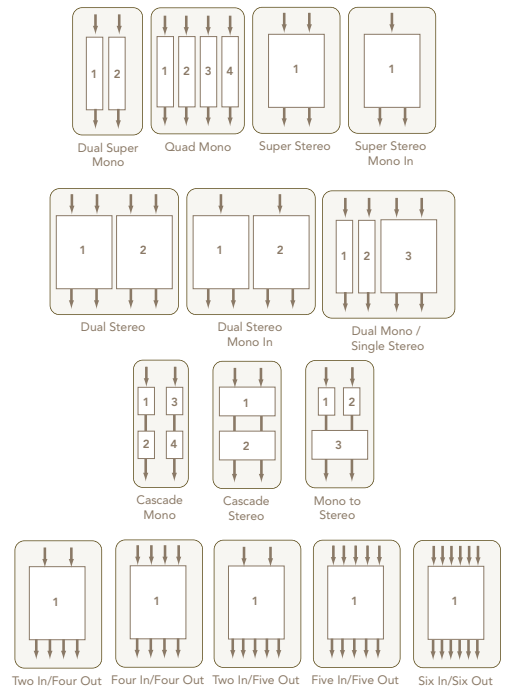 1 2
1 2 3 4
1
1
Dual Super
Mono
Quad Mono
Super Stereo
Super Stereo
Mono In
1 2
1 2
1 2 3
Dual Stereo
Dual Stereo
Mono In
Dual Mono /
Single Stereo
1 3
2 4
1
2
1 2
3
Cascade
Mono
Cascade
Stereo
Mono to
Stereo
1
1
1
1
1
Two In/Four Out
Four In/Four Out
Two In/Five Out
Five In/Five Out
Six In/Six Out